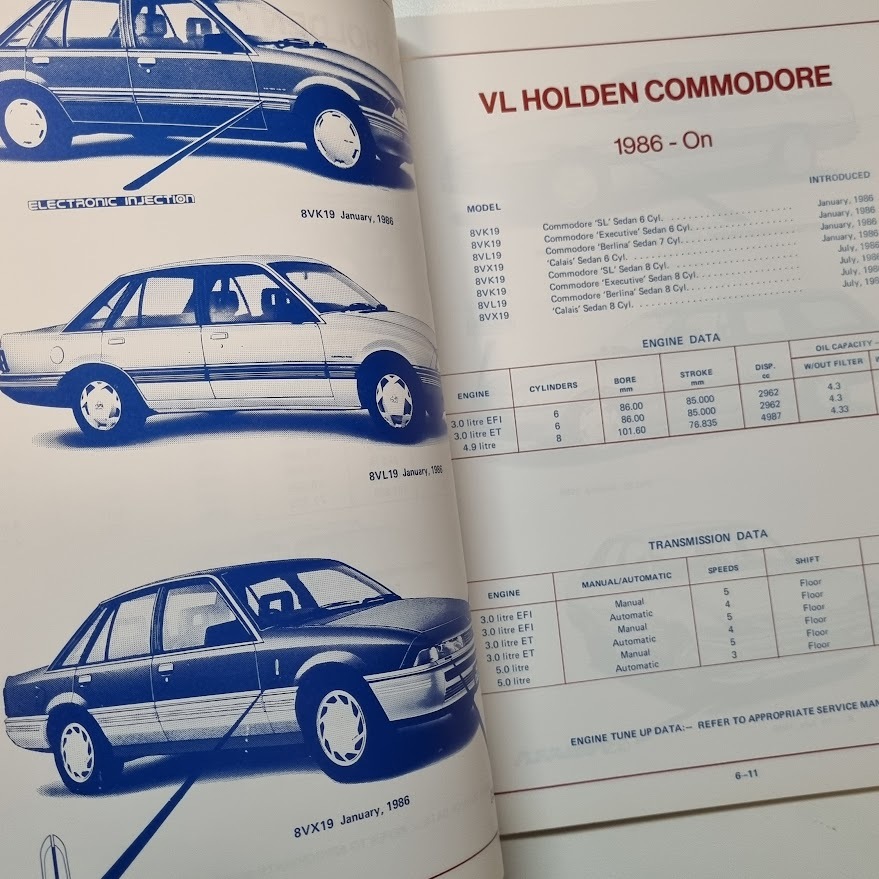 ELECTRONIC INJECTION
8VK19 January, 1986
8VL19 January, 1986
8VX19 January, 1986
VL HOLDEN COMMODORE
1986 - On
MODEL INTRODUCED
8VK19 Commodore 'SL' Sedan 6 Cyl. January, 1986
8VK19 Commodore 'Executive' Sedan 6 Cyl. January, 1986
8VL19 Commodore 'Berlina' Sedan 7 Cyl. January, 1986
8VX19 'Calais' Sedan 6 Cyl. January, 1986
8VK19 Commodore 'SL' Sedan 8 Cyl. July, 1986
8VK19 Commodore 'Executive' Sedan 8 Cyl. July, 1986
8VL19 Commodore 'Berlina' Sedan 8 Cyl. July, 198
8VX19 'Calais' Sedan 8 Cyl. July, 198
ENGINE DATA
ENGINE CYLINDERS BORE mm STROKE mm DISP. cc OIL CAPACITY - W/OUT FILTER
3.0 litre EFI 6 86.00 85.000 2962 4.3
3.0 litre ET 6 86.00 85.000 2962 4.3
4.9 litre 8 101.60 76.835 4987 4.33
TRANSMISSION DATA
ENGINE MANUAL/AUTOMATIC SPEEDS SHIFT
3.0 litre EFI Manual 5 Floor
3.0 litre EFI Automatic 4 Floor
3.0 litre ET Manual 5 Floor
3.0 litre ET Automatic 4 Floor
5.0 litre Manual 5 Floor
5.0 litre Automatic 3 Floor
ENGINE TUNE UP DATA:- REFER TO APPROPRIATE SERVICE MAN
6-11